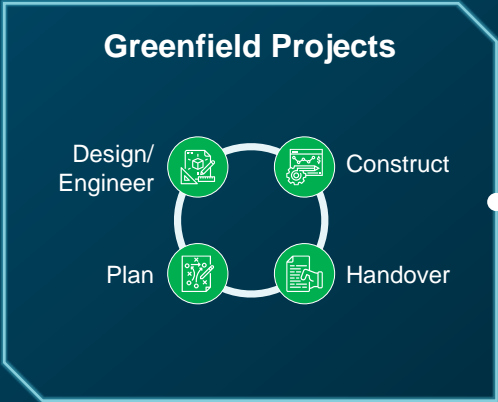 Greenfield Projects
Design/
Engineer
Construct
Plan
Handover